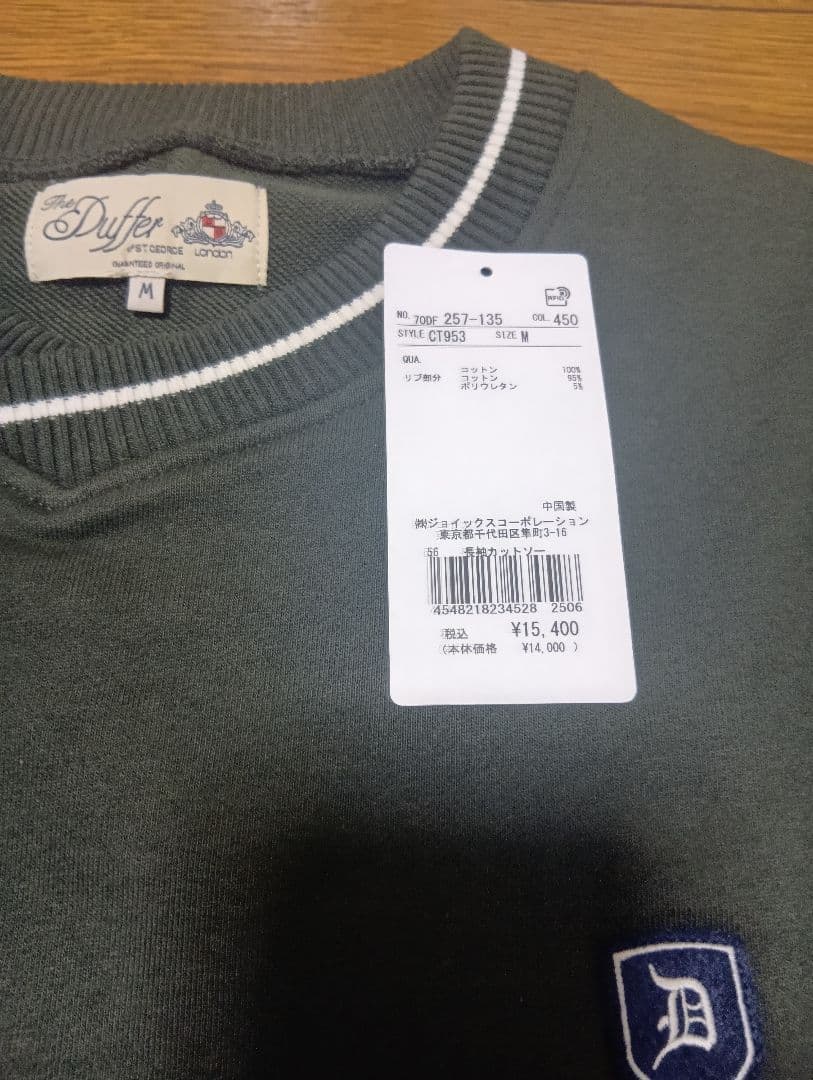 The
Duffer
of ST.GEORGE London
GUARANTEED ORIGINAL
M
RFID
NO. 70DF 257-135 COL. 450
STYLE CT953 SIZE M
QUA.
コットン 100%
リブ部分 コットン 95%
ポリウレタン 5%
中国製
㈱ジョイックスコーポレーション
東京都千代田区隼町3-16
56 長袖カットソー
4548218234528 2506
税込 ¥15,400
(本体価格 ¥14,000 )
D